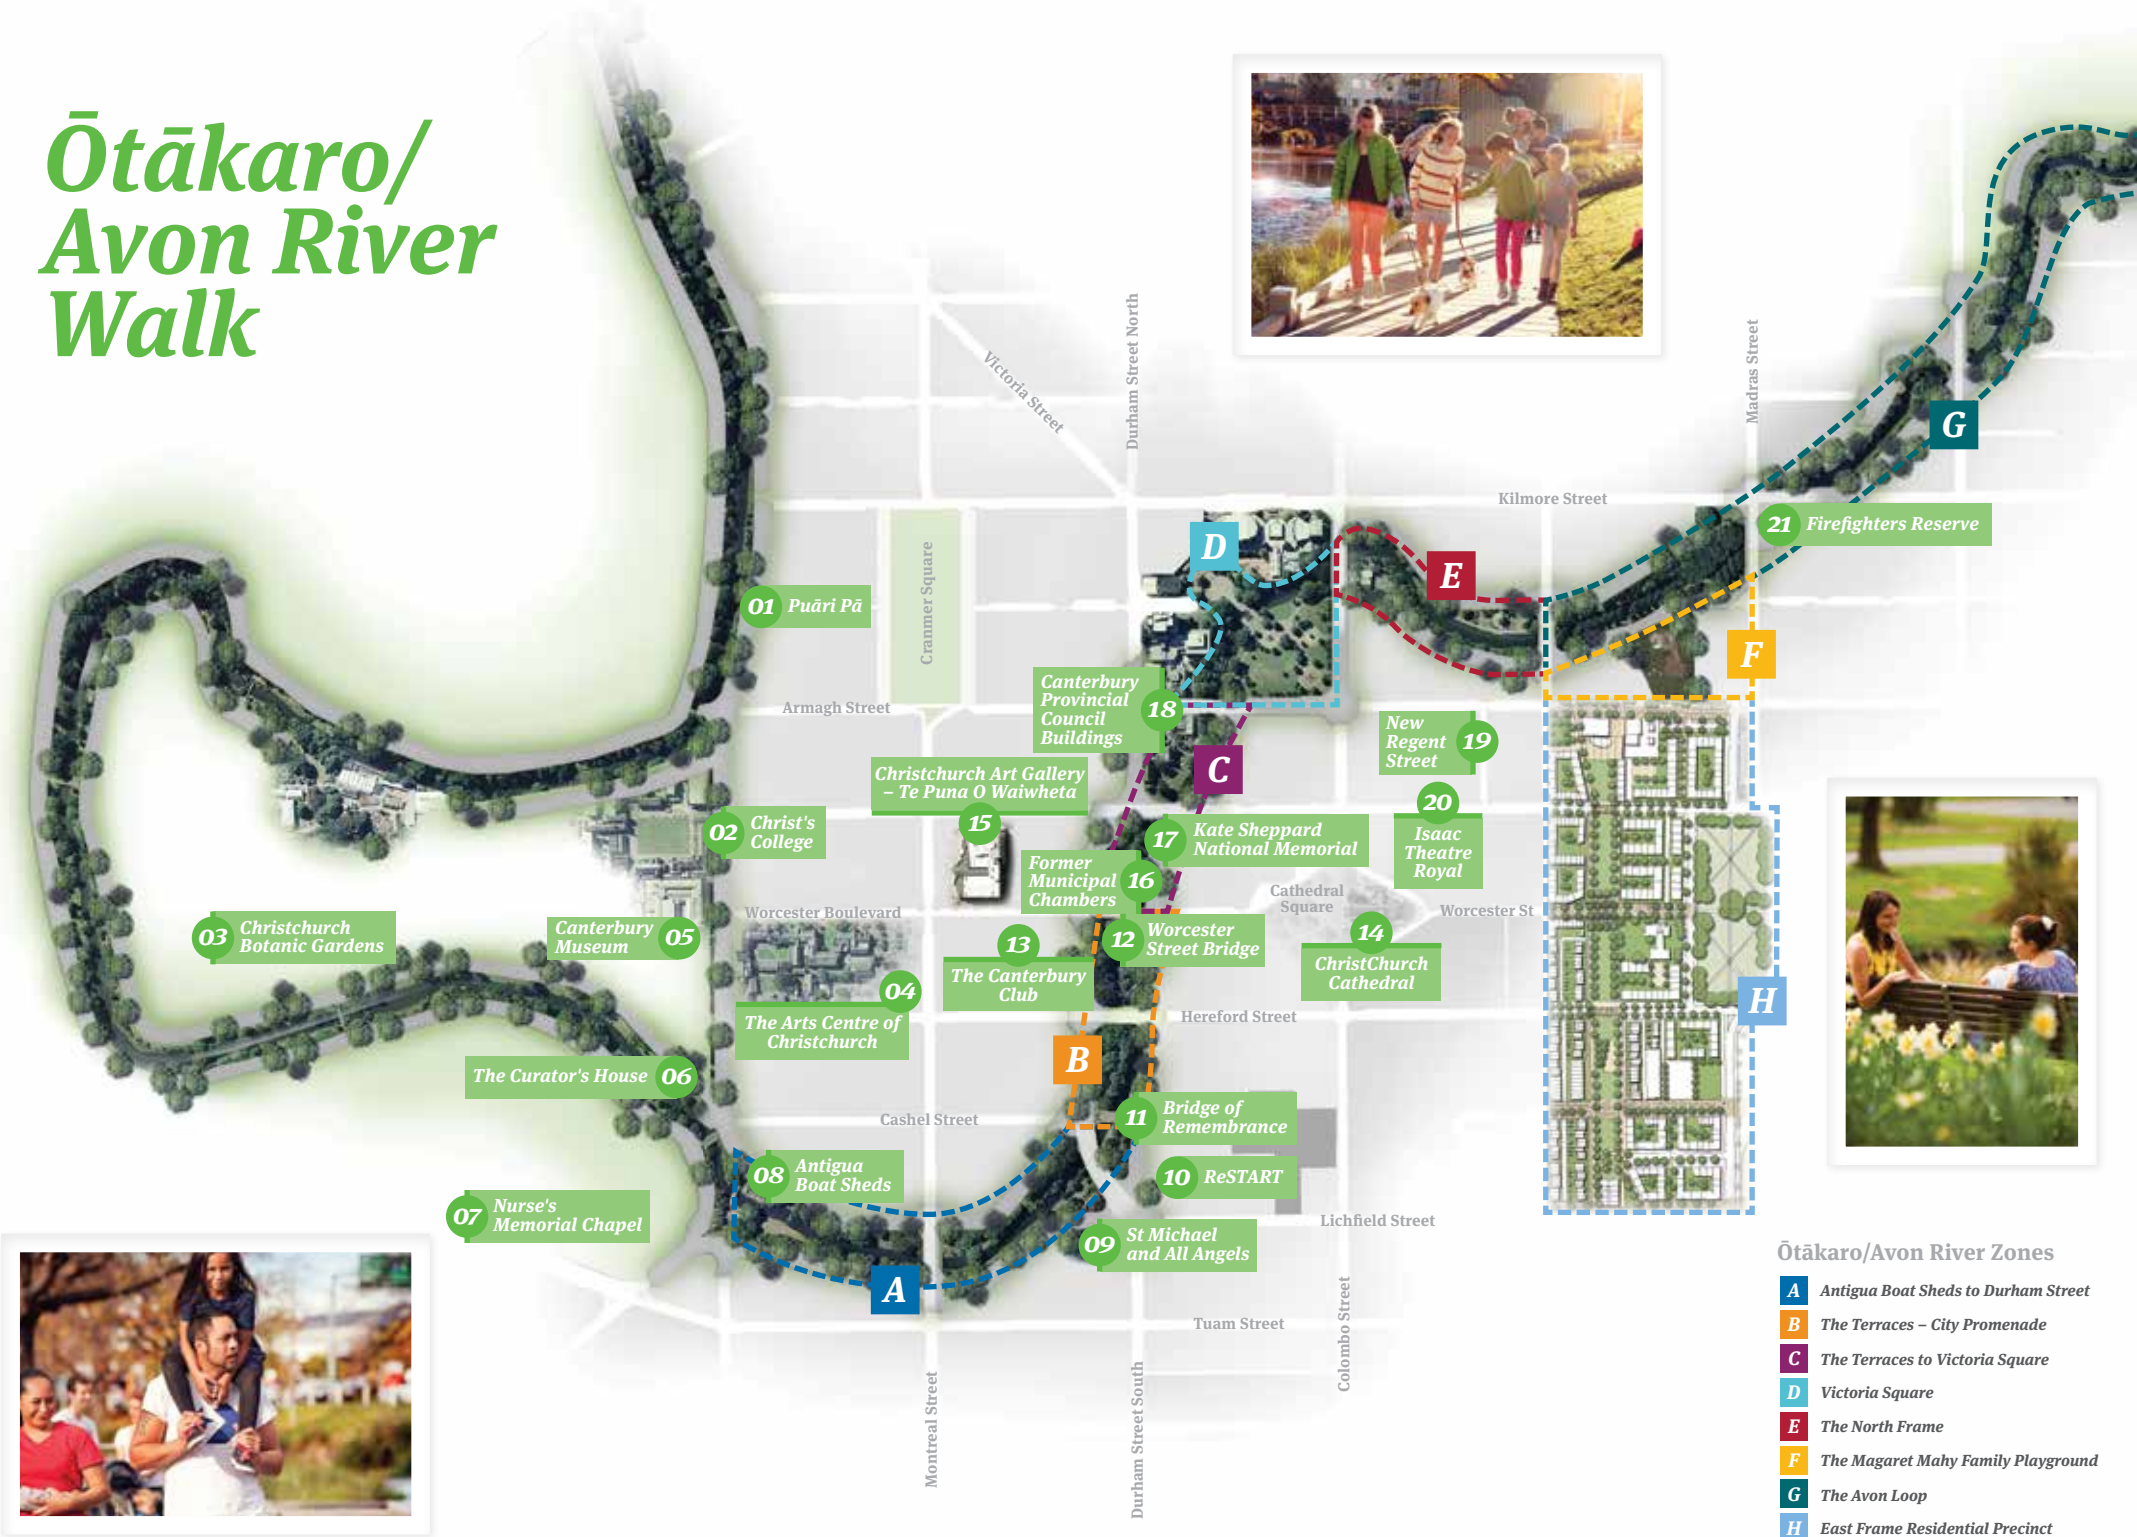 Ōtākaro/
Avon River
Walk
Victoria Street
Durham Street North
Madras Street
Kilmore Street
G
D
E
21 Firefighters Reserve
01 Puāri Pā
Cranmer Square
F
Armagh Street
Canterbury
Provincial
Council
Buildings
18
C
New
Regent
Street
19
Christchurch Art Gallery
– Te Puna O Waiwheta
15
02
Christ's
College
17
Kate Sheppard
National Memorial
20
Isaac
Theatre
Royal
Former
Municipal
Chambers
16
Cathedral
Square
Worcester Boulevard
Worcester St
03
Christchurch
Botanic Gardens
Canterbury
Museum
05
13
The Canterbury
Club
12
Worcester
Street Bridge
14
ChristChurch
Cathedral
04
The Arts Centre of
Christchurch
H
Hereford Street
B
The Curator's House 06
Cashel Street
11
Bridge of
Remembrance
08
Antigua
Boat Sheds
10 ReSTART
07
Nurse's
Memorial Chapel
09
St Michael
and All Angels
Lichfield Street
A
Tuam Street
Colombo Street
Montreal Street
Durham Street South
Ōtākaro/Avon River Zones
A Antigua Boat Sheds to Durham Street
B The Terraces – City Promenade
C The Terraces to Victoria Square
D Victoria Square
E The North Frame
F The Magaret Mahy Family Playground
G The Avon Loop
H East Frame Residential Precinct